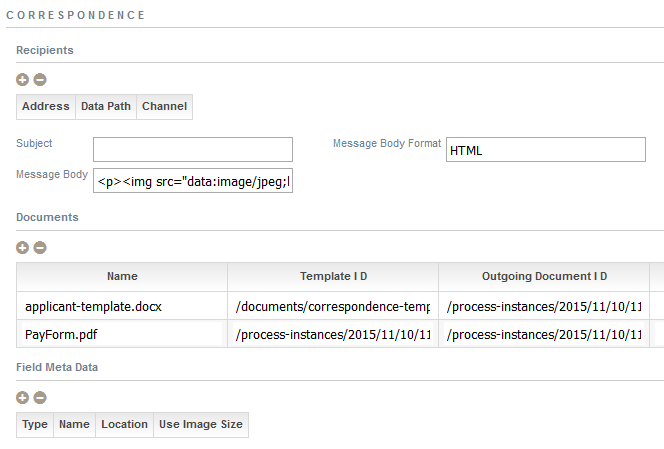 CORRESPONDENCE
Recipients
Address Data Path Channel
Subject Message Body Format HTML
Message Body <p><img src="data:image/jpeg;l
Documents
Name Template I D Outgoing Document I D
applicant-template.docx /documents/correspondence-temp /process-instances/2015/11/10/11
PayForm.pdf /process-instances/2015/11/10/11 /process-instances/2015/11/10/11
Field Meta Data
Type Name Location Use Image Size